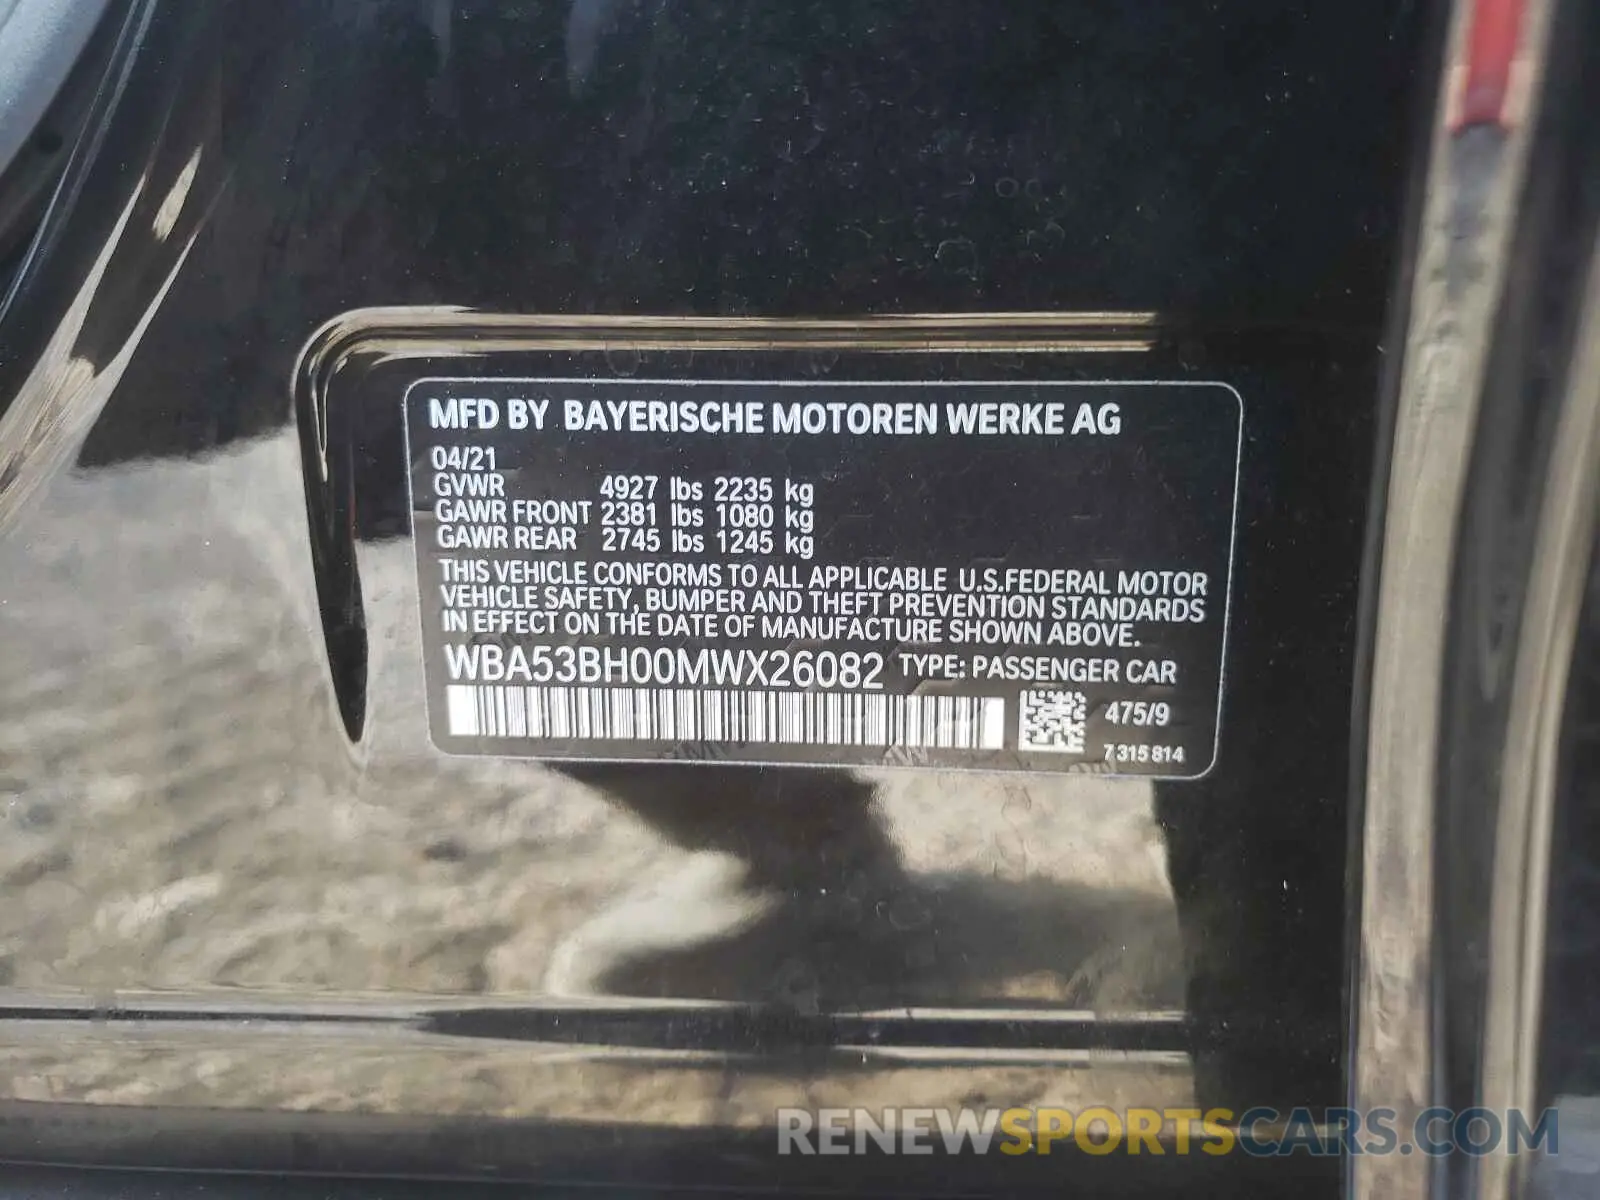 MFD BY BAYERISCHE MOTOREN WERKE AG
04/21
GVWR 4927 lbs 2235 kg
GAWR FRONT 2381 lbs 1080 kg
GAWR REAR 2745 lbs 1245 kg
THIS VEHICLE CONFORMS TO ALL APPLICABLE U.S.FEDERAL MOTOR
VEHICLE SAFETY, BUMPER AND THEFT PREVENTION STANDARDS
IN EFFECT ON THE DATE OF MANUFACTURE SHOWN ABOVE.
WBA53BH00MWX26082 TYPE: PASSENGER CAR
475/9
7 315 814
RENEWSPORTSCARS.COM